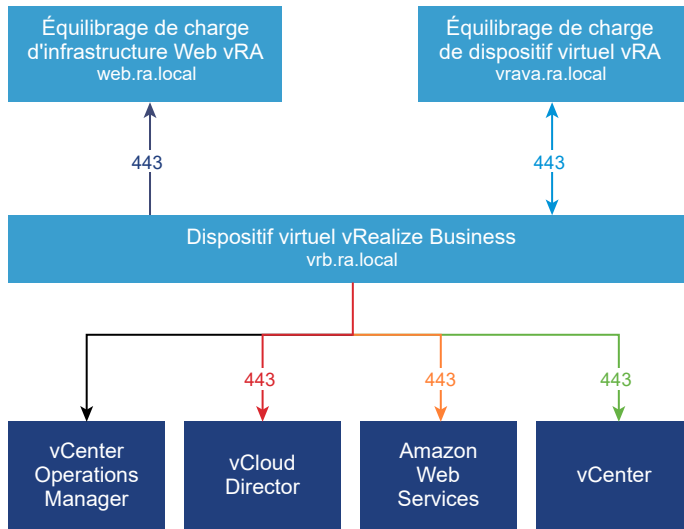 Équilibrage de charge
d'infrastructure Web vRA
web.ra.local
Équilibrage de charge
de dispositif virtuel vRA
vrava.ra.local
443
443
Dispositif virtuel vRealize Business
vrb.ra.local
443
443
443
vCenter
Operations
Manager
vCloud
Director
Amazon
Web
Services
vCenter